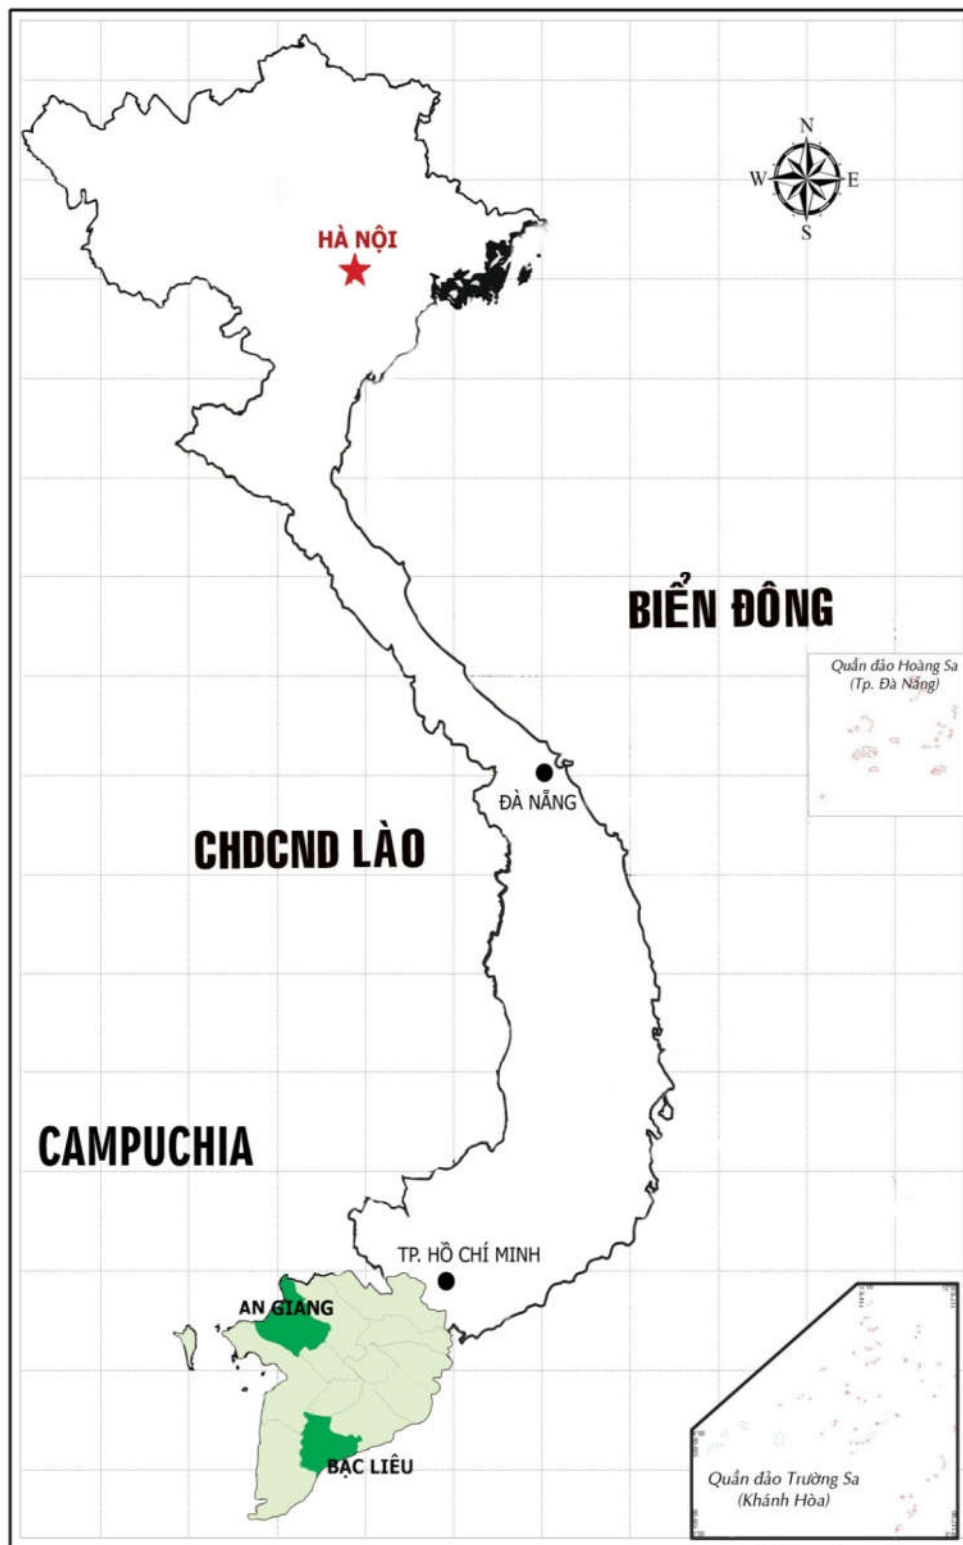 N
W E
S
HÀ NỘI
BIỂN ĐÔNG
Quần đảo Hoàng Sa
(Tp. Đà Nẵng)
ĐÀ NẴNG
CHDCND LÀO
CAMPUCHIA
TP. HỒ CHÍ MINH
AN GIANG
BẠC LIÊU
Quần đảo Trường Sa
(Khánh Hòa)